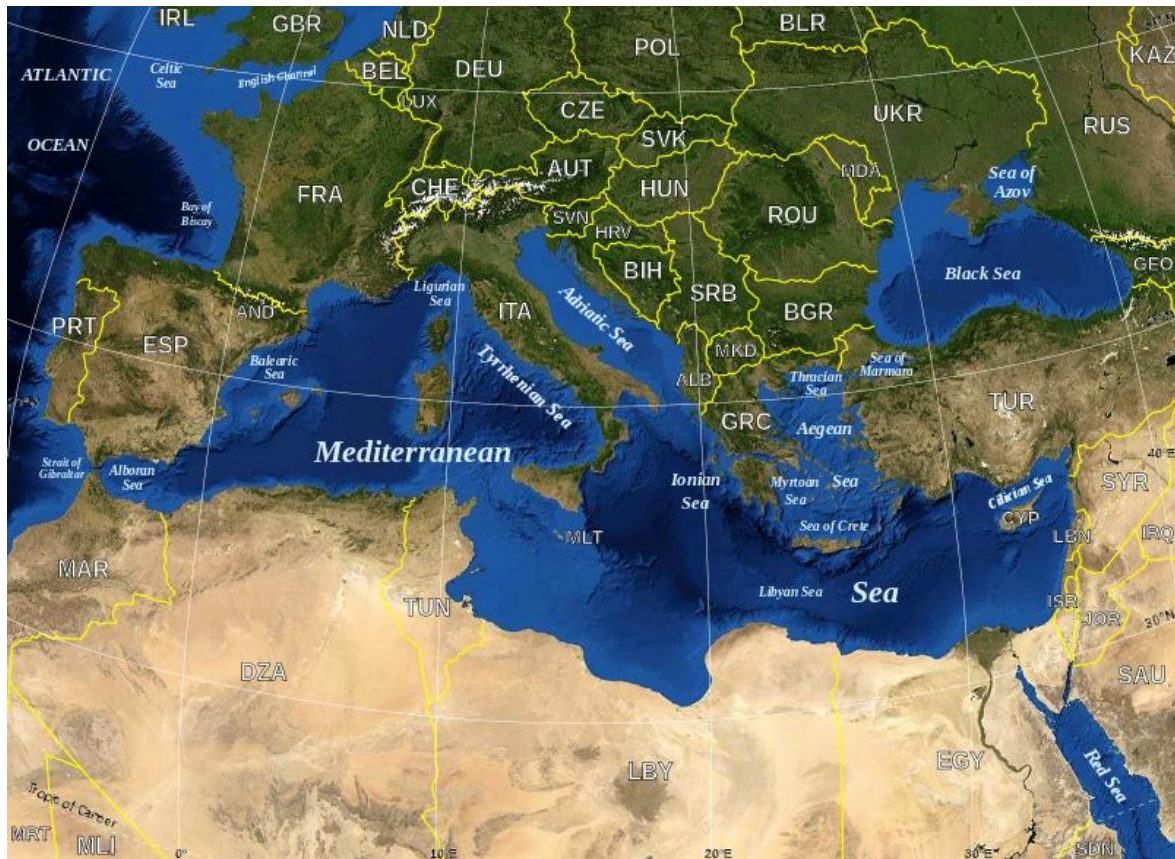 IRL
GBR
NLD
POL
BLR
KAZ
ATLANTIC
Celtic
Sea
English Channel
BEL
DEU
LUX
CZE
UKR
RUS
OCEAN
SVK
AUT
MDA
Sea of
Azov
FRA
CHE
HUN
Bay of
Biscay
SVN
HRV
ROU
BIH
GEO
Ligurian
Sea
Black Sea
AND
PRT
ESP
ITA
Adriatic Sea
SRB
BGR
Balearic
Sea
Tyrrhenian Sea
MKD
ALB
Thracian
Sea
Sea of
Marmara
TUR
GRC
Aegean
Sea
Mediterranean
Sea
40°E
Strait of
Gibraltar
Alboran
Sea
Ionian
Sea
Myrtoan
Sea
Cilician Sea
SYR
CYP
Sea of Crete
MLT
LBN
IRQ
MAR
TUN
Libyan Sea
ISR
JOR
30°N
DZA
SAU
LBY
EGY
Red Sea
Tropic of Cancer
MRT
MLI
0°
10°E
20°E
30°E
SDN